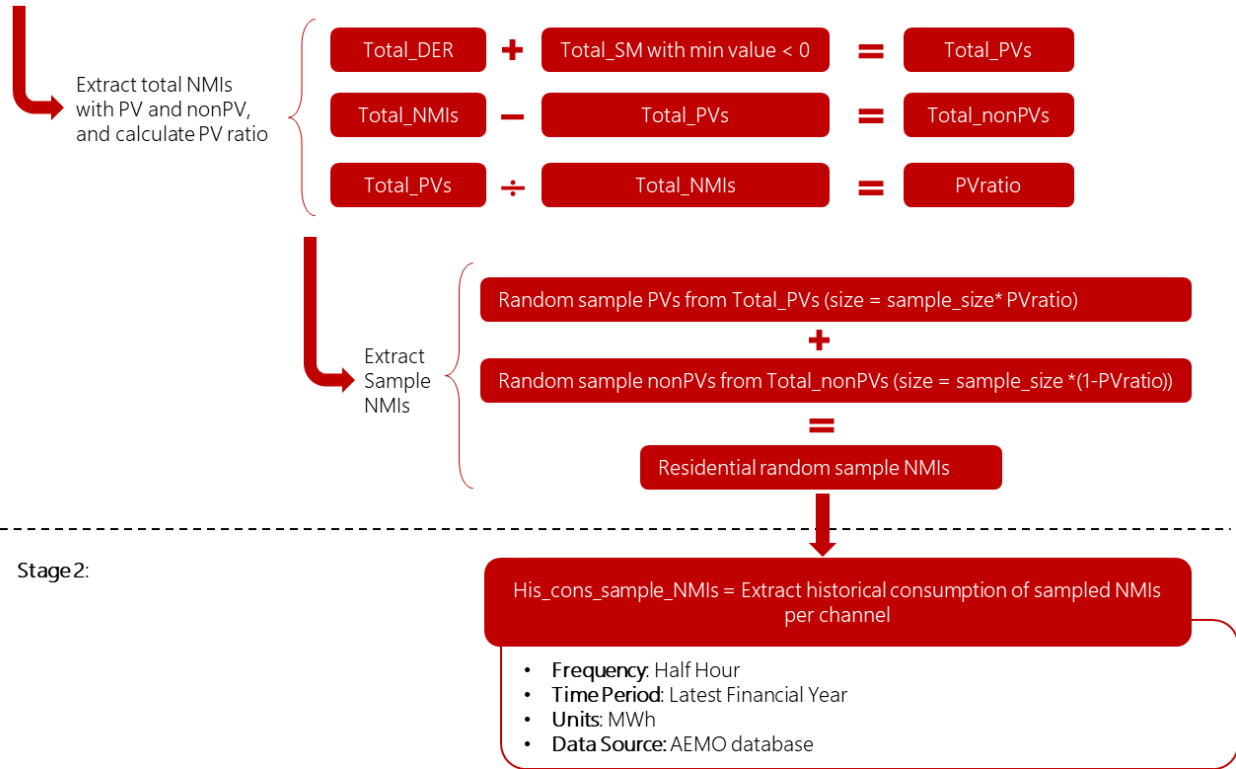 Total_DER + Total_SM with min value < 0 = Total_PVs
Extract total NMIs
with PV and nonPV,
and calculate PV ratio
Total_NMIs − Total_PVs = Total_nonPVs
Total_PVs ÷ Total_NMIs = PVratio
Random sample PVs from Total_PVs (size = sample_size* PVratio)
+
Extract
Sample
NMIs
Random sample nonPVs from Total_nonPVs (size = sample_size *(1-PVratio))
=
Residential random sample NMIs
Stage 2:
His_cons_sample_NMIs = Extract historical consumption of sampled NMIs
per channel
• Frequency: Half Hour
• Time Period: Latest Financial Year
• Units: MWh
• Data Source: AEMO database